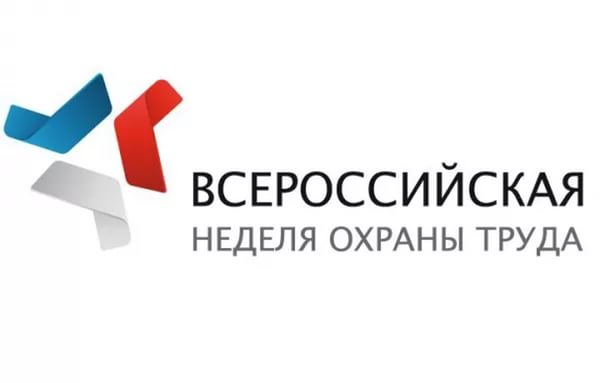 ВСЕРОССИЙСКАЯ
НЕДЕЛЯ ОХРАНЫ ТРУДА